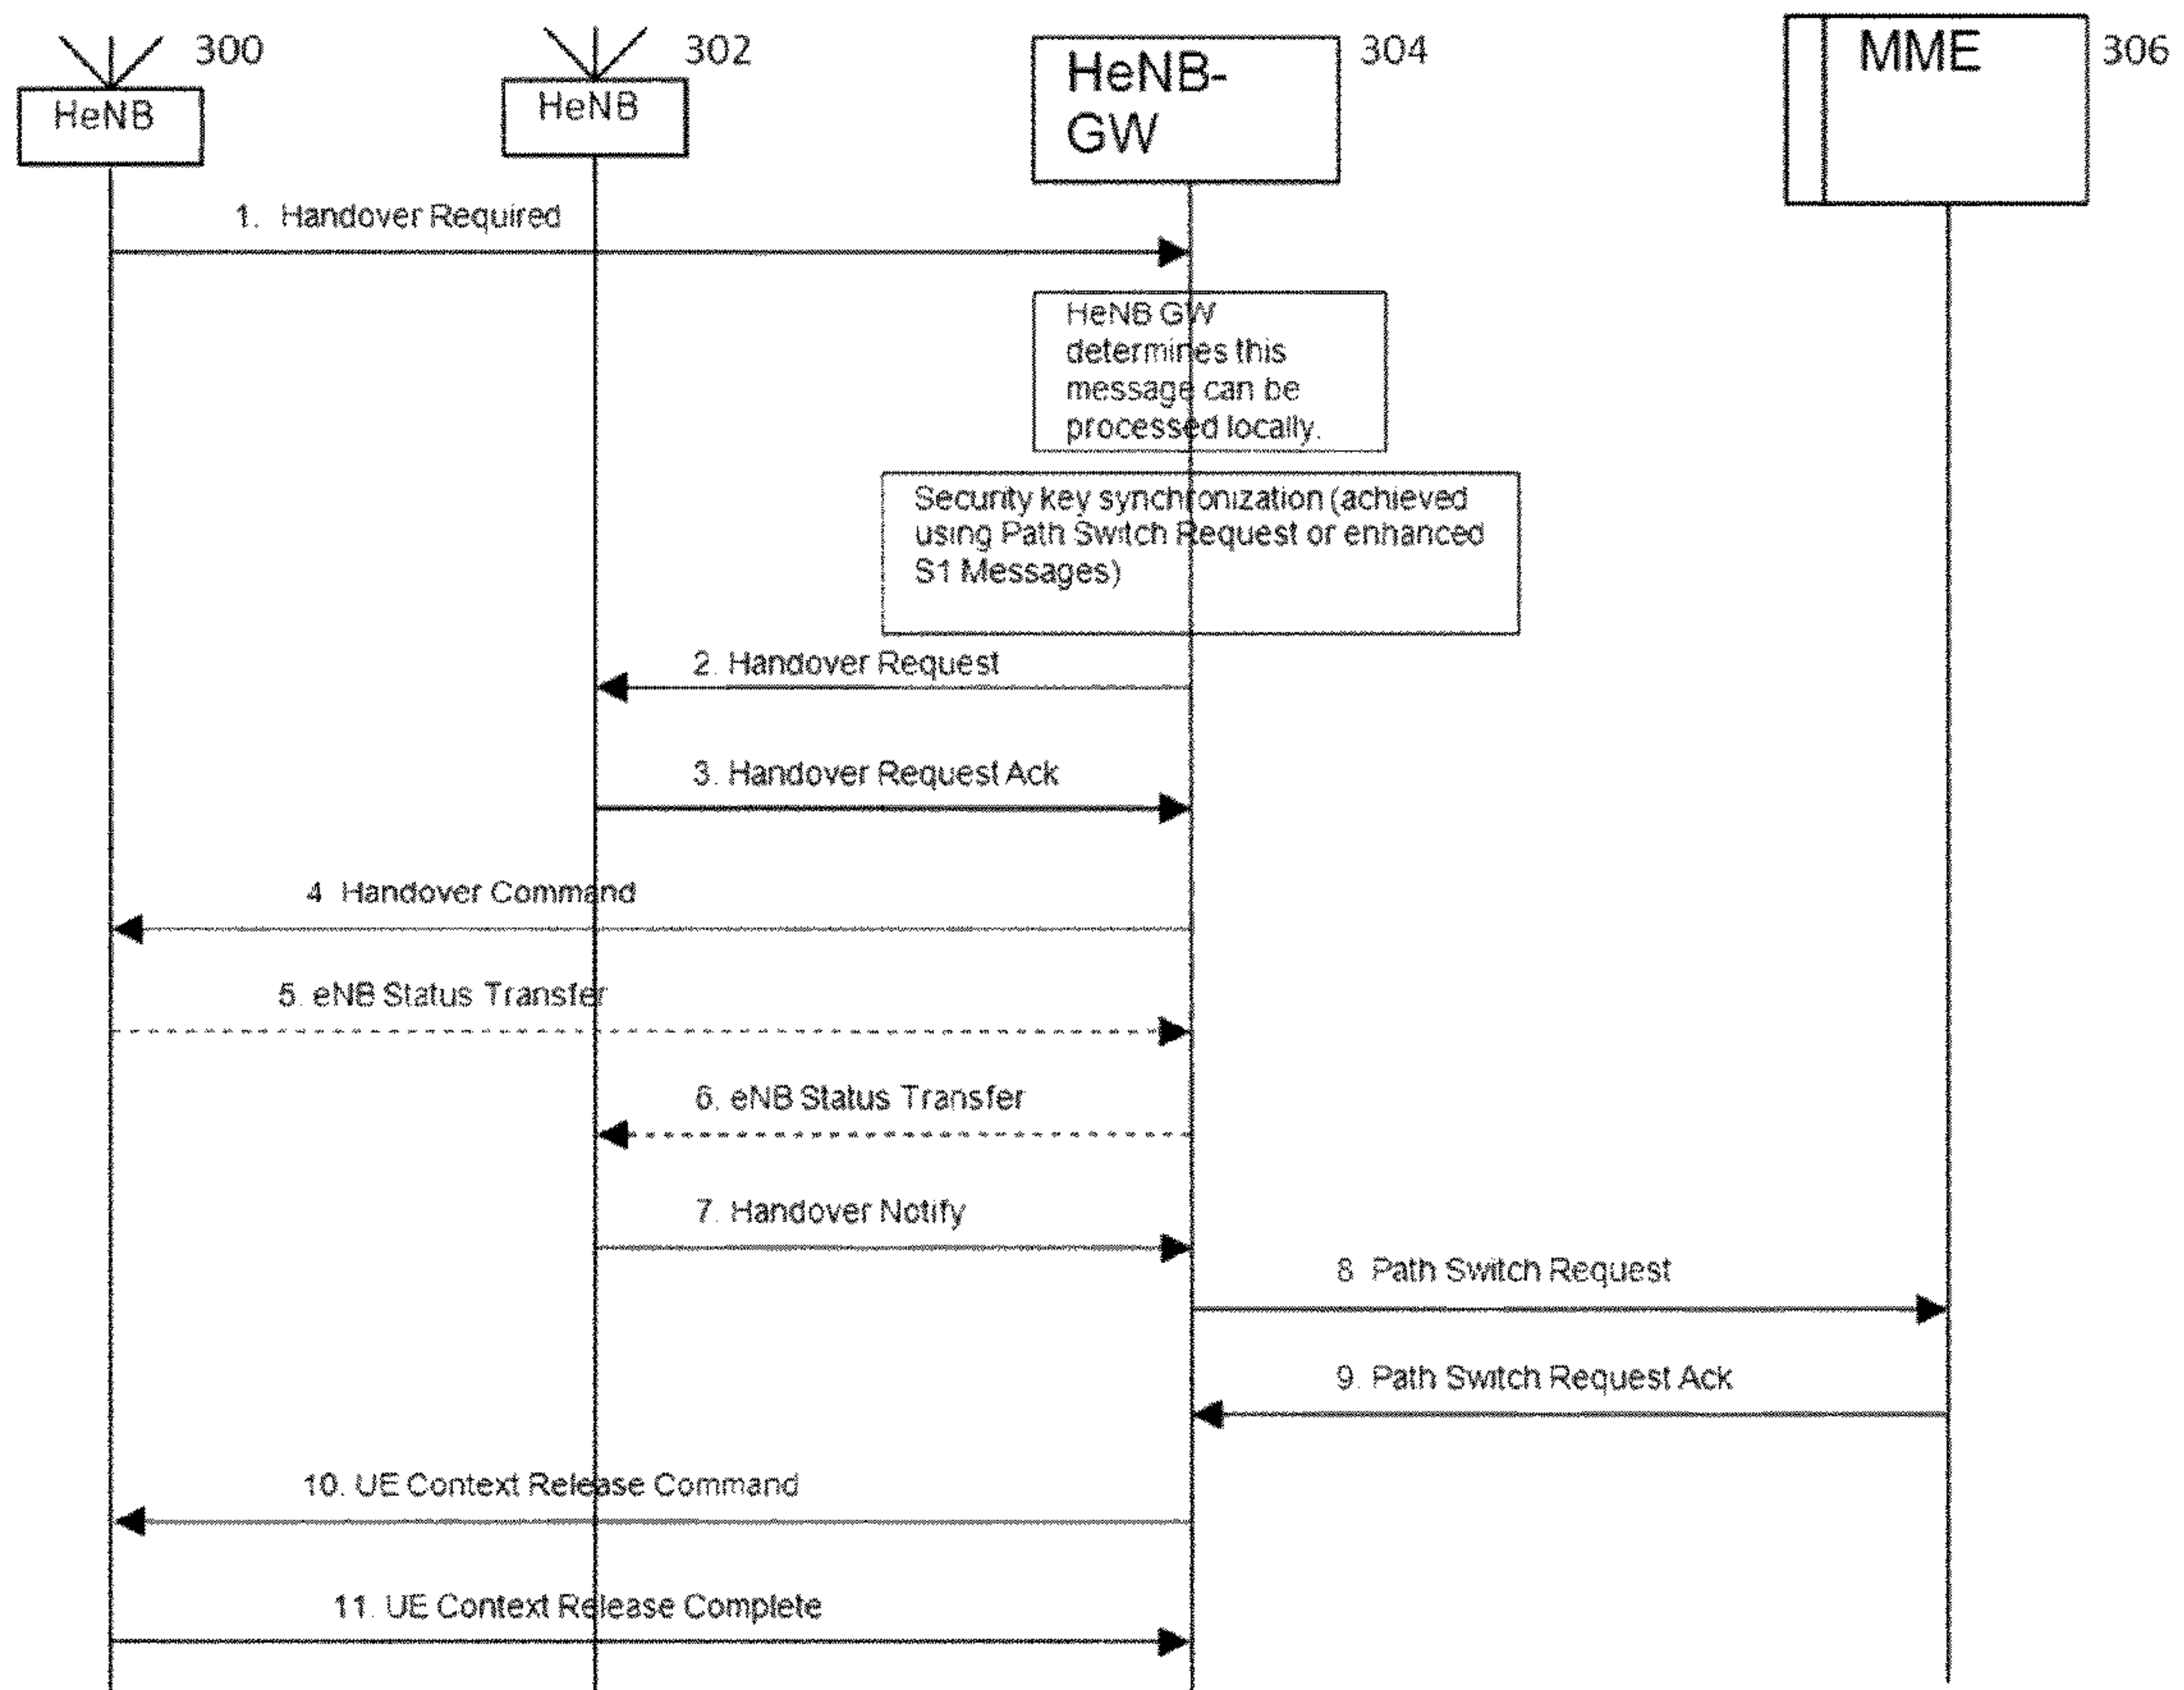 300
302
304
306
HeNB
HeNB
HeNB-
GW
MME
1. Handover Required
HeNB GW
determines this
message can be
processed locally.
Security key synchronization (achieved
using Path Switch Request or enhanced
S1 Messages)
2. Handover Request
3. Handover Request Ack
4 Handover Command
5. eNB Status Transfer
6. eNB Status Transfer
7. Handover Notify
8 Path Switch Request
9. Path Switch Request Ack
10. UE Context Release Command
11. UE Context Release Complete